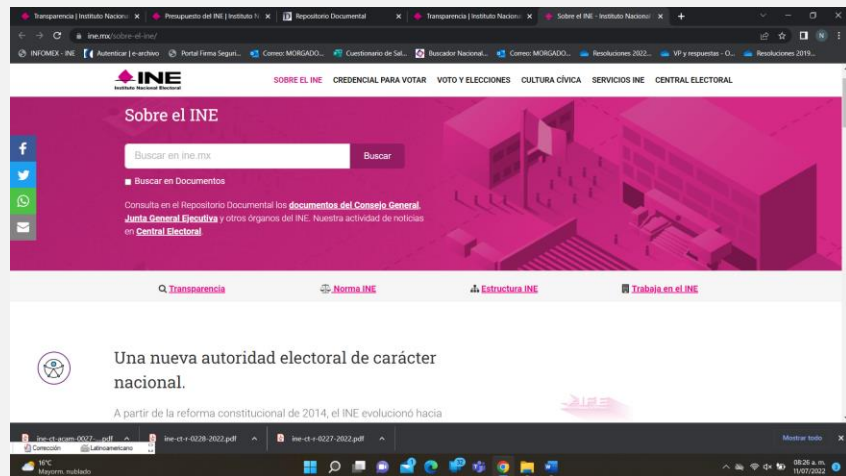 Transparencia | Instituto Nacion
Presupuesto del INE | Instituto N
Repositorio Documental
Transparencia | Instituto Nacion
Sobre el INE - Instituto Nacional
ine.mx/sobre-el-ine/
INFOMEX - INE
Autenticar | e-archivo
Portal Firma Seguri...
Correo: MORGADO...
Cuestionario de Sal...
Buscador Nacional...
Correo: MORGADO...
Resoluciones 2022...
VP y respuestas - O...
Resoluciones 2019...
INE
Instituto Nacional Electoral
SOBRE EL INE
CREDENCIAL PARA VOTAR
VOTO Y ELECCIONES
CULTURA CÍVICA
SERVICIOS INE
CENTRAL ELECTORAL
Sobre el INE
Buscar en ine.mx
Buscar
Buscar en Documentos
Consulta en el Repositorio Documental los documentos del Consejo General,
Junta General Ejecutiva y otros órganos del INE. Nuestra actividad de noticias
en Central Electoral.
Transparencia
Norma INE
Estructura INE
Trabaja en el INE
Una nueva autoridad electoral de carácter
nacional.
A partir de la reforma constitucional de 2014, el INE evolucionó hacia
IFE
ine-ct-acam-0027-....pdf
ine-ct-r-0228-2022.pdf
ine-ct-r-0227-2022.pdf
Mostrar todo
Corrección
Latinoamericano
16°C
Mayorm. nublado
08:26 a. m.
11/07/2022